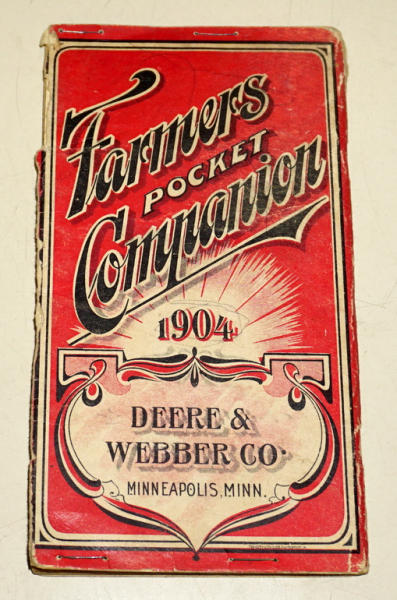 Farmers
POCKET
Companion
1904
DEERE &
WEBBER CO.
MINNEAPOLIS, MINN.